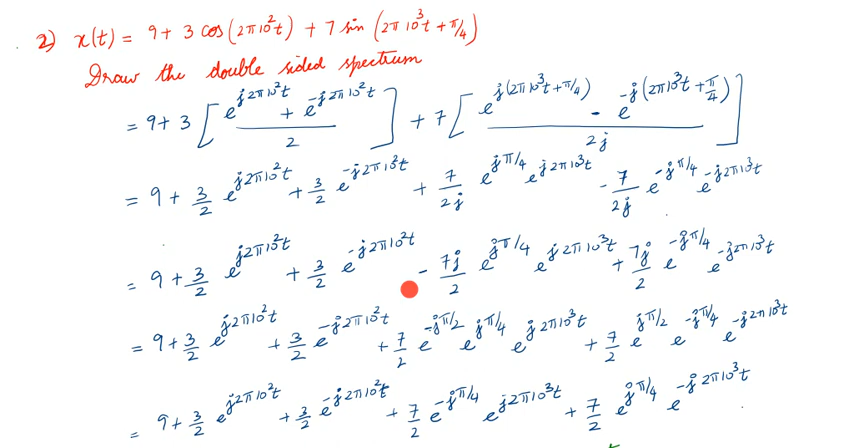 2) x(t) = 9 + 3 cos(2π10²t) + 7 sin(2π10³t + π/4)
Draw the double sided spectrum
= 9 + 3 [ (e^{j2π10²t} + e^{-j2π10²t}) / 2 ] + 7 [ (e^{j(2π10³t + π/4)} - e^{-j(2π10³t + π/4)}) / 2j ]
= 9 + 3/2 e^{j2π10²t} + 3/2 e^{-j2π10²t} + 7/2j e^{jπ/4} e^{j2π10³t} - 7/2j e^{-jπ/4} e^{-j2π10³t}
= 9 + 3/2 e^{j2π10²t} + 3/2 e^{-j2π10²t} - 7j/2 e^{jπ/4} e^{j2π10³t} + 7j/2 e^{-jπ/4} e^{-j2π10³t}
= 9 + 3/2 e^{j2π10²t} + 3/2 e^{-j2π10²t} + 7/2 e^{-jπ/2} e^{jπ/4} e^{j2π10³t} + 7/2 e^{jπ/2} e^{-jπ/4} e^{-j2π10³t}
= 9 + 3/2 e^{j2π10²t} + 3/2 e^{-j2π10²t} + 7/2 e^{-jπ/4} e^{j2π10³t} + 7/2 e^{jπ/4} e^{-j2π10³t}